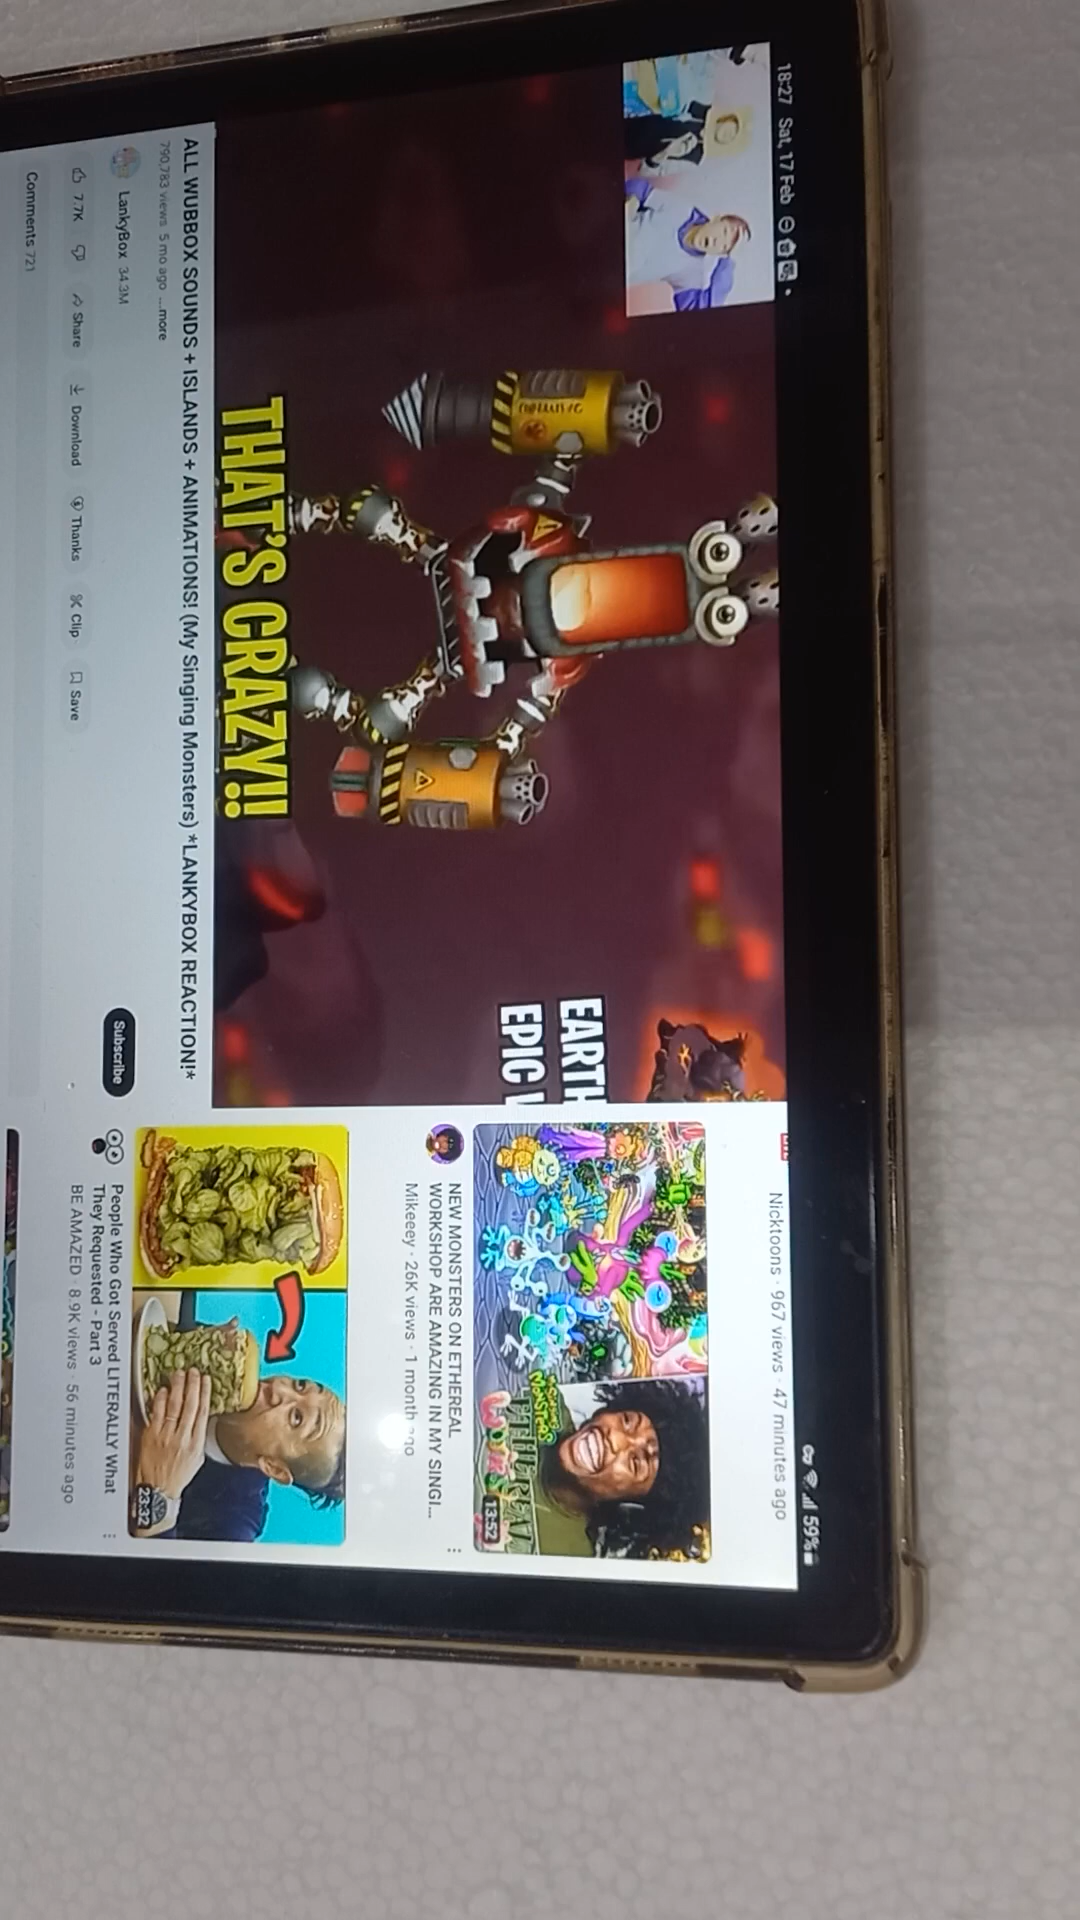 18:27 Sat, 17 Feb
59%
THAT'S CRAZY!!
EARTH
EPIC
ALL WUBBOX SOUNDS + ISLANDS + ANIMATIONS! (My Singing Monsters) *LANKYBOX REACTION!*
790,783 views 5 mo ago ...more
LankyBox 34.3M
Subscribe
7.7K
Share
Download
Thanks
Clip
Save
Comments 721
Nicktoons · 967 views · 47 minutes ago
MONSTERS
ETHEREAL
13:52
NEW MONSTERS ON ETHEREAL
WORKSHOP ARE AMAZING IN MY SINGI...
Mikeeey · 26K views · 1 month ago
23:32
People Who Got Served LITERALLY What
They Requested - Part 3
BE AMAZED · 8.9K views · 56 minutes ago